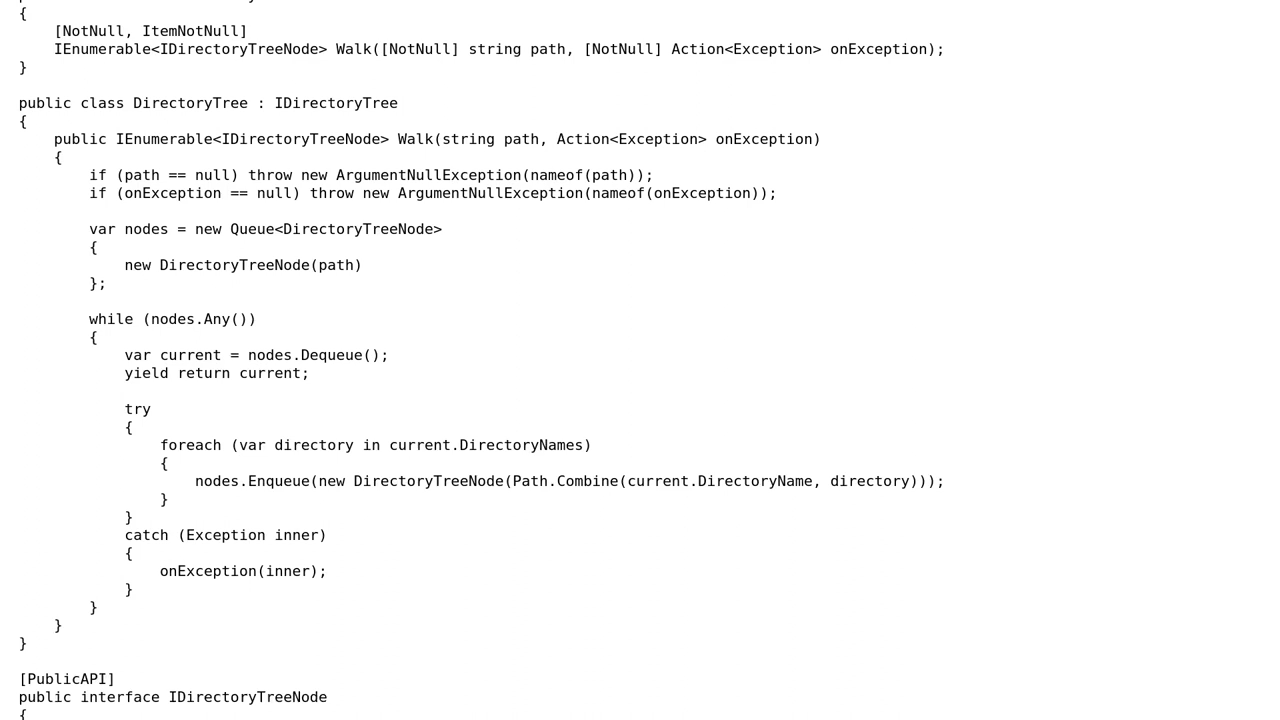 {
    [NotNull, ItemNotNull]
    IEnumerable<IDirectoryTreeNode> Walk([NotNull] string path, [NotNull] Action<Exception> onException);
}

public class DirectoryTree : IDirectoryTree
{
    public IEnumerable<IDirectoryTreeNode> Walk(string path, Action<Exception> onException)
    {
        if (path == null) throw new ArgumentNullException(nameof(path));
        if (onException == null) throw new ArgumentNullException(nameof(onException));

        var nodes = new Queue<DirectoryTreeNode>
        {
            new DirectoryTreeNode(path)
        };

        while (nodes.Any())
        {
            var current = nodes.Dequeue();
            yield return current;

            try
            {
                foreach (var directory in current.DirectoryNames)
                {
                    nodes.Enqueue(new DirectoryTreeNode(Path.Combine(current.DirectoryName, directory)));
                }
            }
            catch (Exception inner)
            {
                onException(inner);
            }
        }
    }
}

[PublicAPI]
public interface IDirectoryTreeNode
{